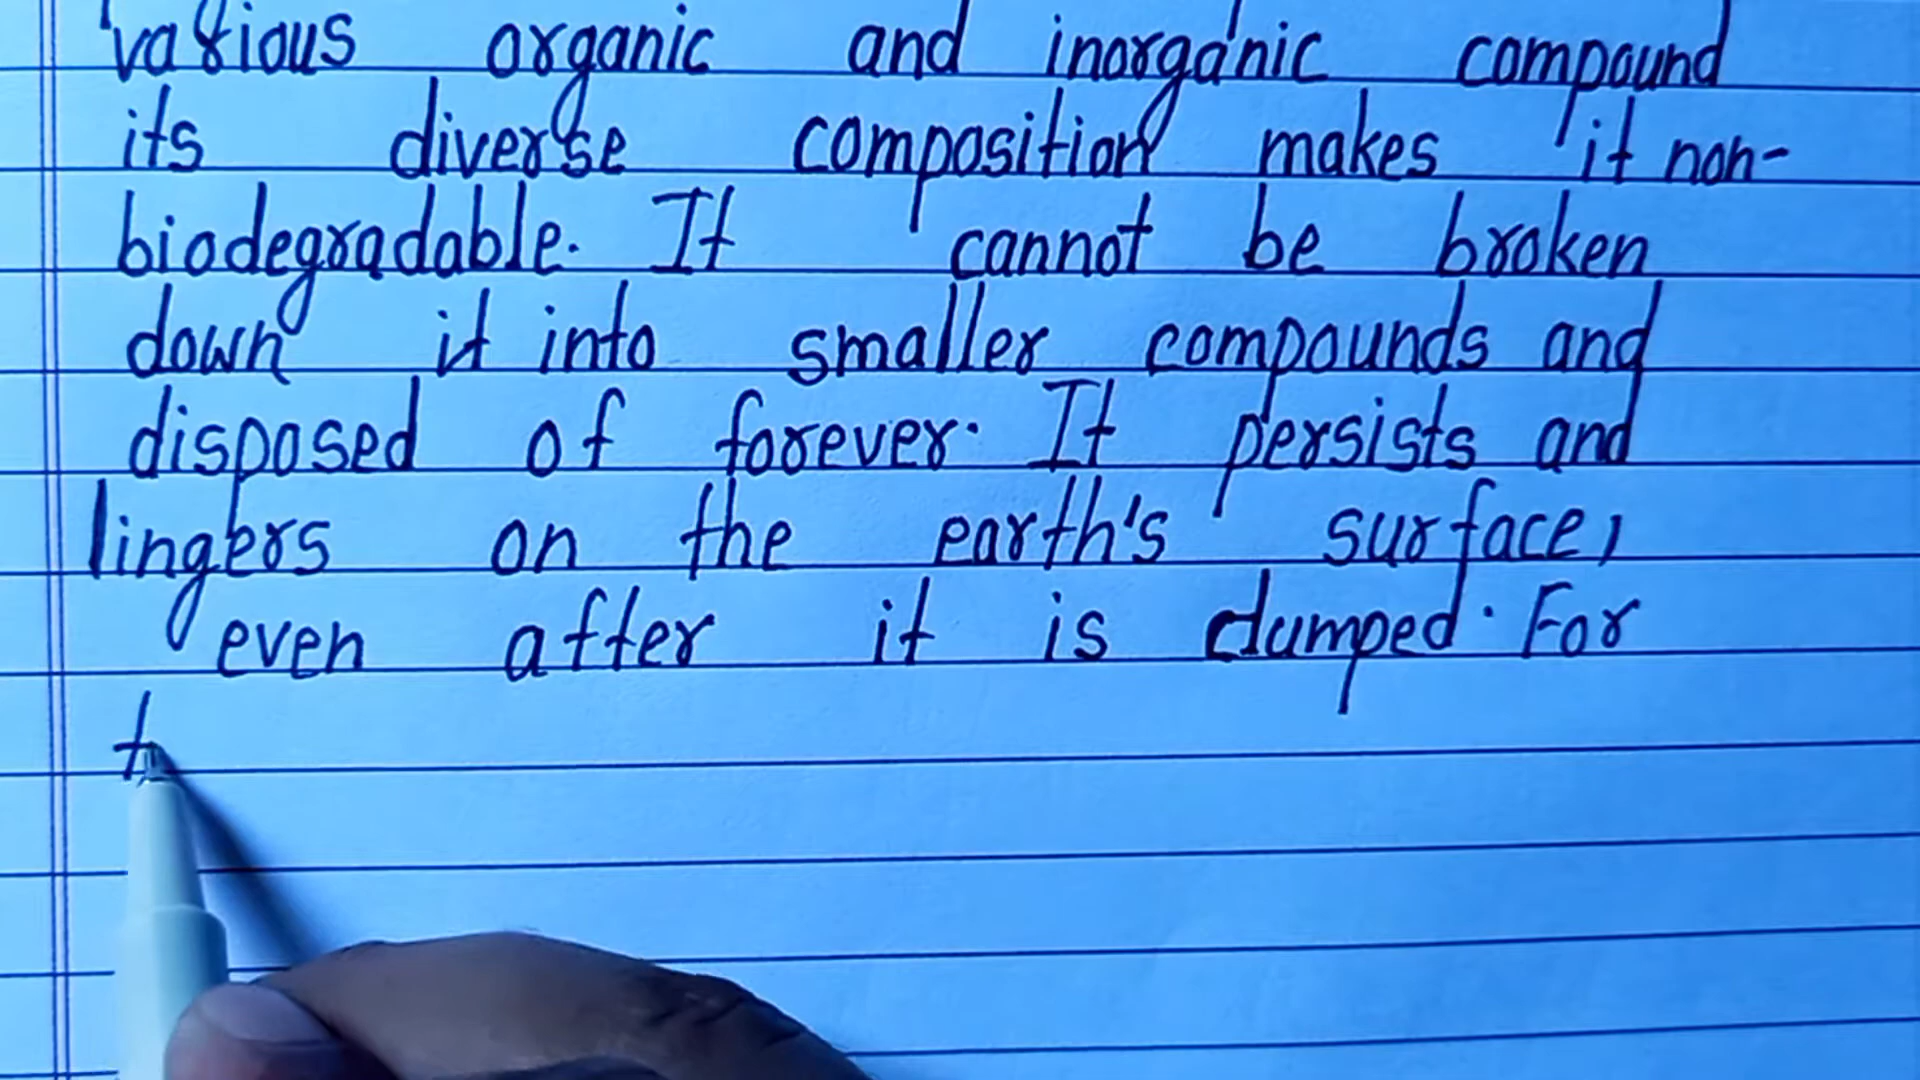 various organic and inorganic compound
its diverse composition makes it non-
biodegradable. It cannot be broken
down it into smaller compounds and
disposed of forever. It persists and
lingers on the earth's surface,
even after it is dumped. For
t